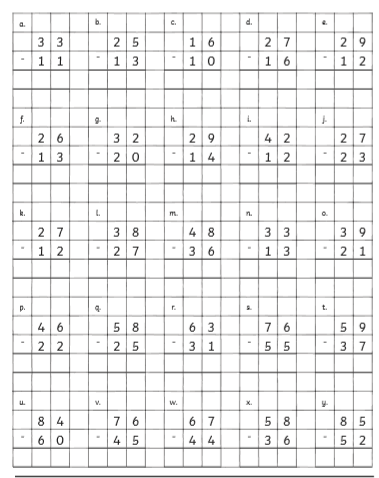 a. b. c. d. e.
3 3 2 5 1 6 2 7 2 9
- 1 1 - 1 3 - 1 0 - 1 6 - 1 2
f. g. h. i. j.
2 6 3 2 2 9 4 2 2 7
- 1 3 - 2 0 - 1 4 - 1 2 - 2 3
k. l. m. n. o.
2 7 3 8 4 8 3 3 3 9
- 1 2 - 2 7 - 3 6 - 1 3 - 2 1
p. q. r. s. t.
4 6 5 8 6 3 7 6 5 9
- 2 2 - 2 5 - 3 1 - 5 5 - 3 7
u. v. w. x. y.
8 4 7 6 6 7 5 8 8 5
- 6 0 - 4 5 - 4 4 - 3 6 - 5 2